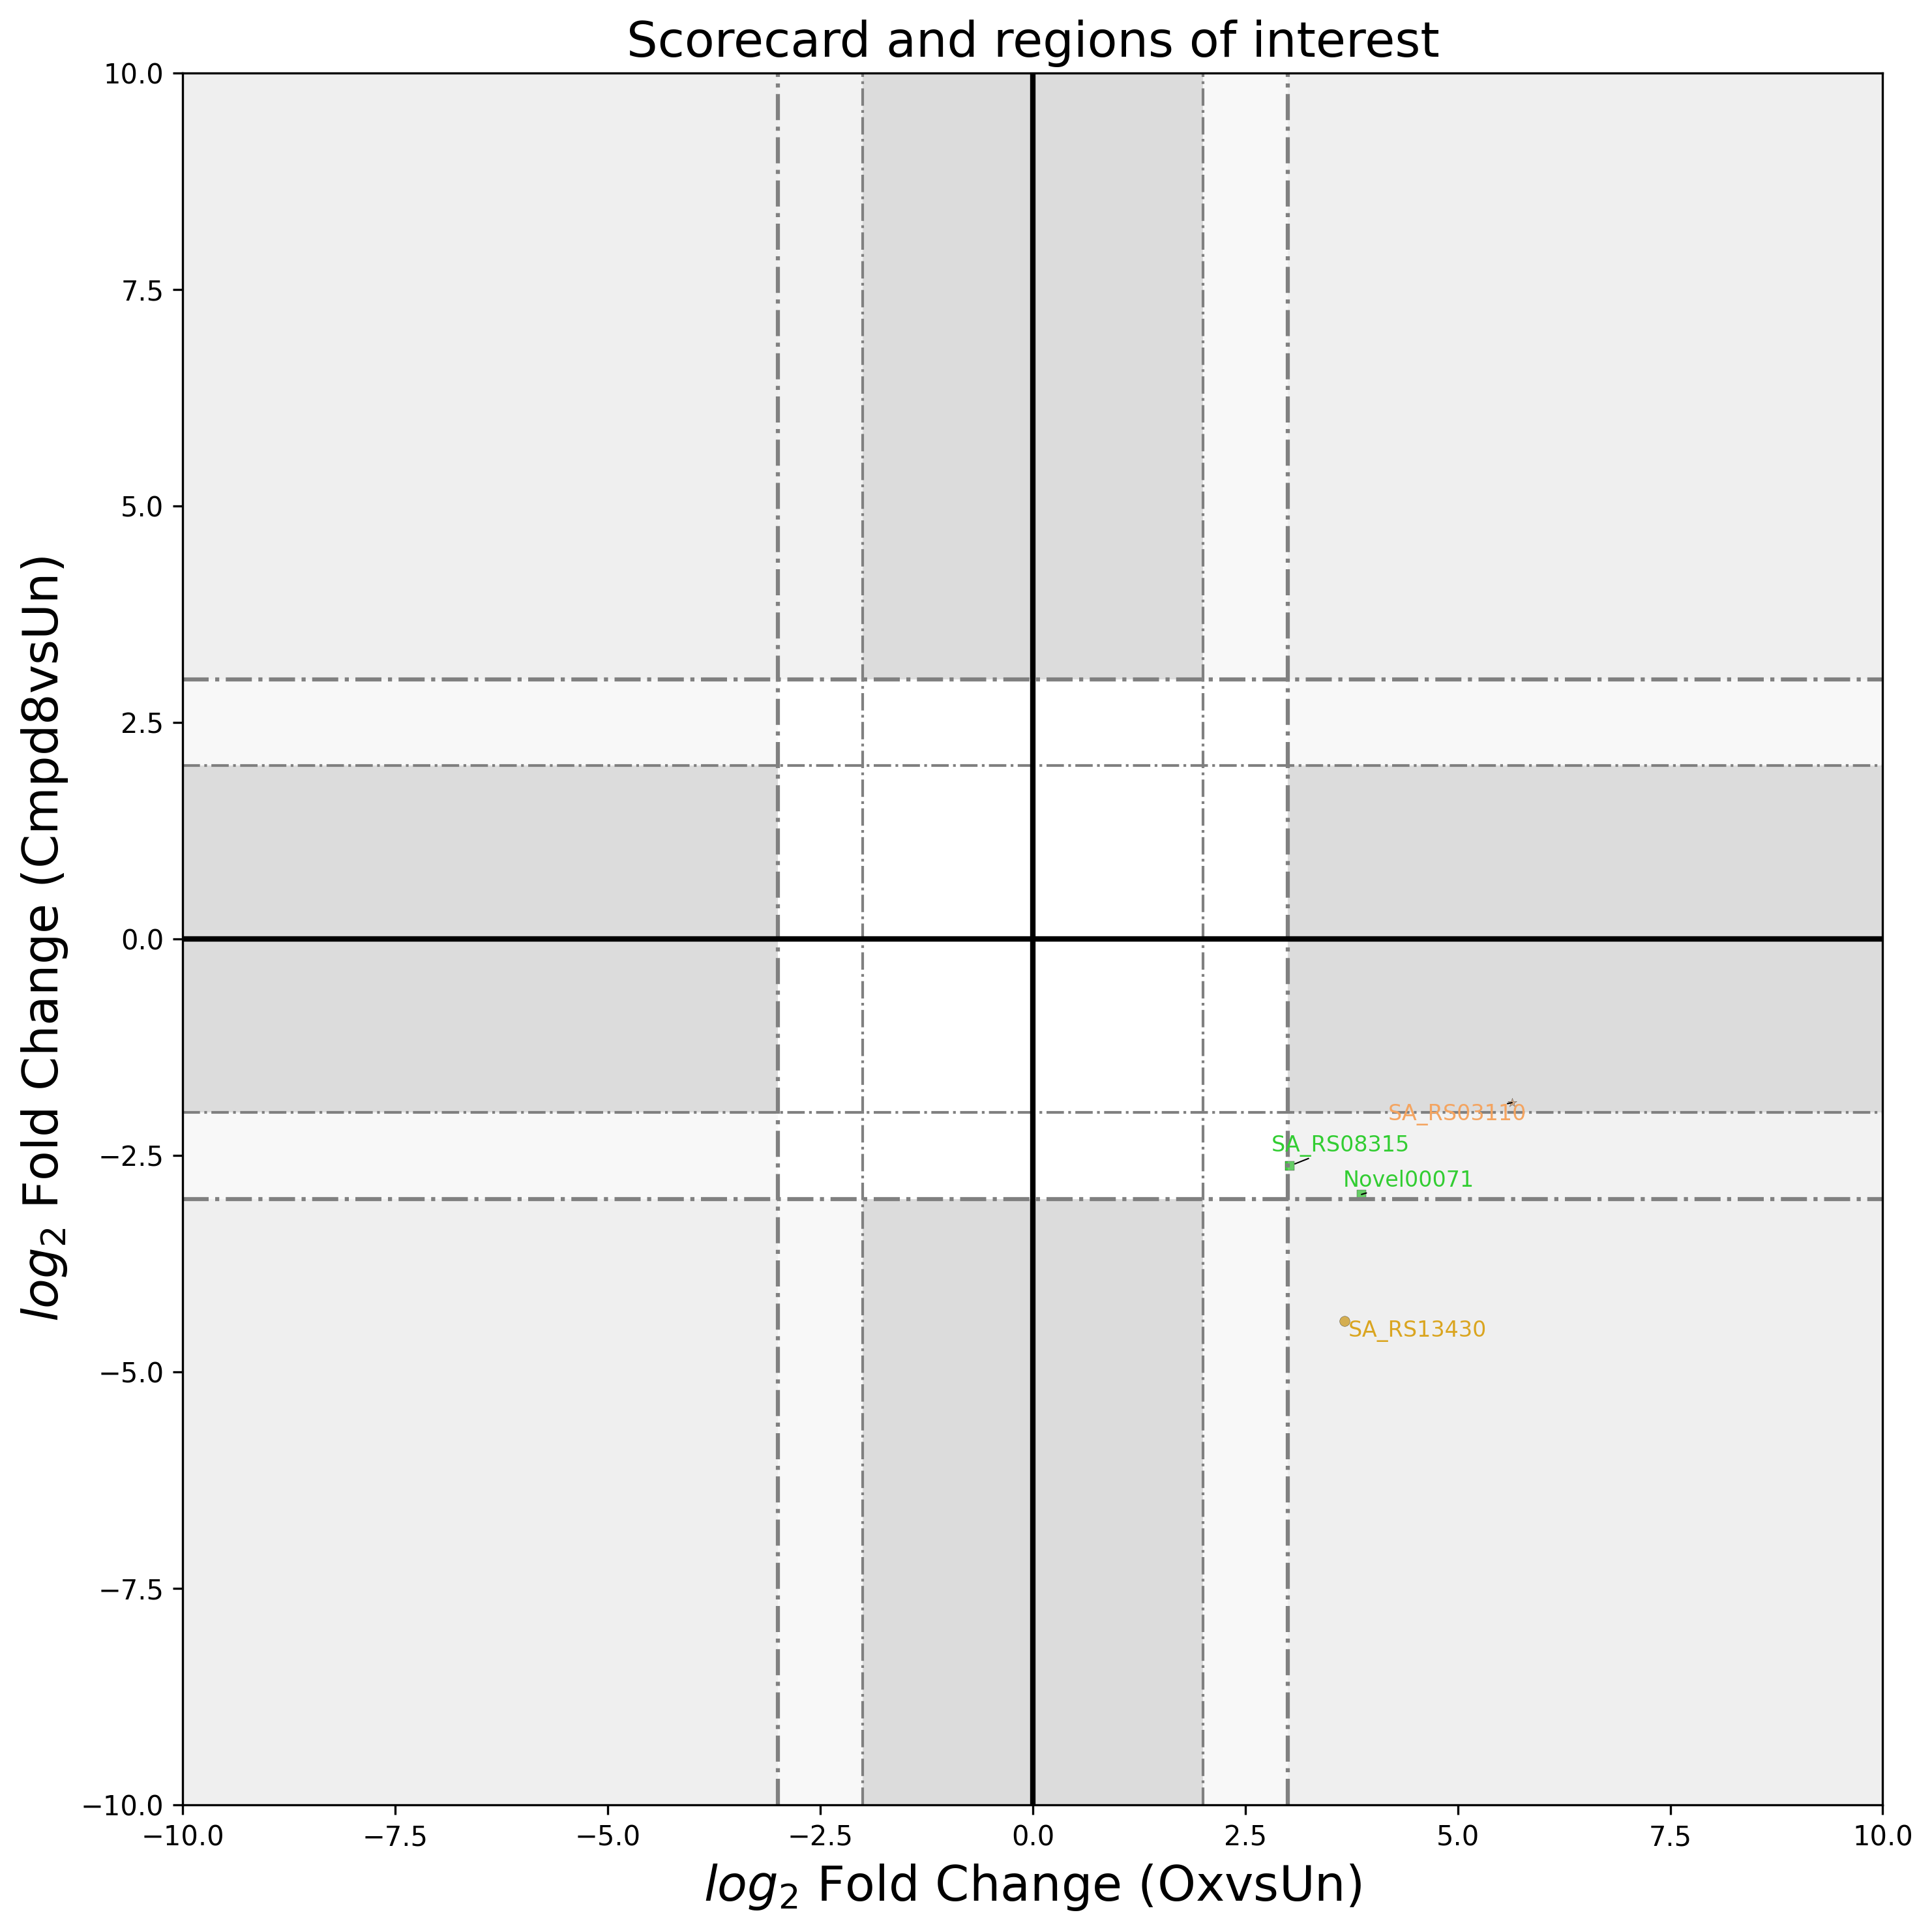 Scorecard and regions of interest
10.0
7.5
5.0
2.5
0.0
−2.5
−5.0
−7.5
−10.0
log2 Fold Change (Cmpd8vsUn)
SA_RS03110
SA_RS08315
Novel00071
SA_RS13430
−10.0
−7.5
−5.0
−2.5
0.0
2.5
5.0
7.5
10.0
log2 Fold Change (OxvsUn)